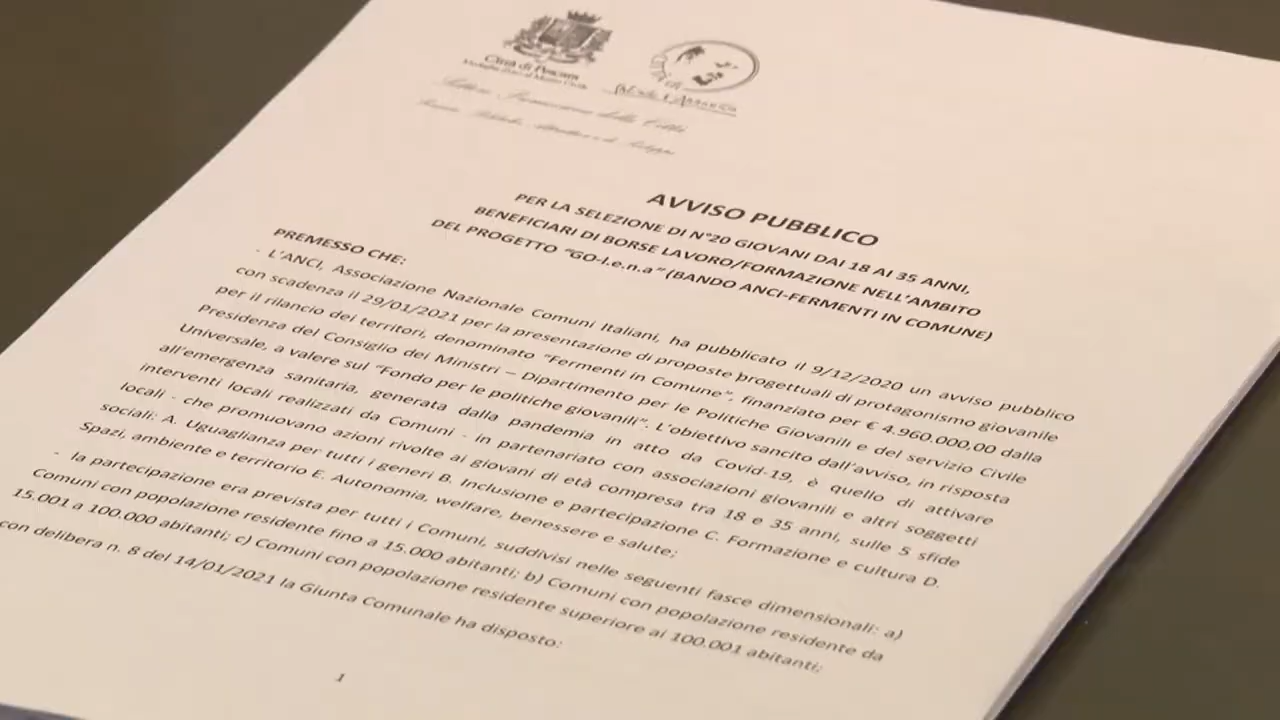 Città di Pescara
Medaglia d'oro al Merito Civile
AVVISO PUBBLICO
PER LA SELEZIONE DI N°20 GIOVANI DAI 18 AI 35 ANNI,
BENEFICIARI DI BORSE LAVORO/FORMAZIONE NELL'AMBITO
DEL PROGETTO "GO-l.e.n.a" (BANDO ANCI-FERMENTI IN COMUNE)
PREMESSO CHE:
- L'ANCI, Associazione Nazionale Comuni Italiani, ha pubblicato il 9/12/2020 un avviso pubblico
con scadenza il 29/01/2021 per la presentazione di proposte progettuali di protagonismo giovanile
per il rilancio dei territori, denominato "Fermenti in Comune", finanziato per € 4.960.000,00 dalla
Presidenza del Consiglio dei Ministri – Dipartimento per le Politiche Giovanili e del servizio Civile
Universale, a valere sul "Fondo per le politiche giovanili". L'obiettivo sancito dall'avviso, in risposta
all'emergenza sanitaria, generata dalla pandemia in atto da Covid-19, è quello di attivare
interventi locali realizzati da Comuni - in partenariato con associazioni giovanili e altri soggetti
locali - che promuovano azioni rivolte ai giovani di età compresa tra 18 e 35 anni, sulle 5 sfide
sociali: A. Uguaglianza per tutti i generi B. Inclusione e partecipazione C. Formazione e cultura D.
Spazi, ambiente e territorio E. Autonomia, welfare, benessere e salute;
- la partecipazione era prevista per tutti i Comuni, suddivisi nelle seguenti fasce dimensionali: a)
Comuni con popolazione residente fino a 15.000 abitanti; b) Comuni con popolazione residente da
15.001 a 100.000 abitanti; c) Comuni con popolazione residente superiore ai 100.001 abitanti;
con delibera n. 8 del 14/01/2021 la Giunta Comunale ha disposto:
1